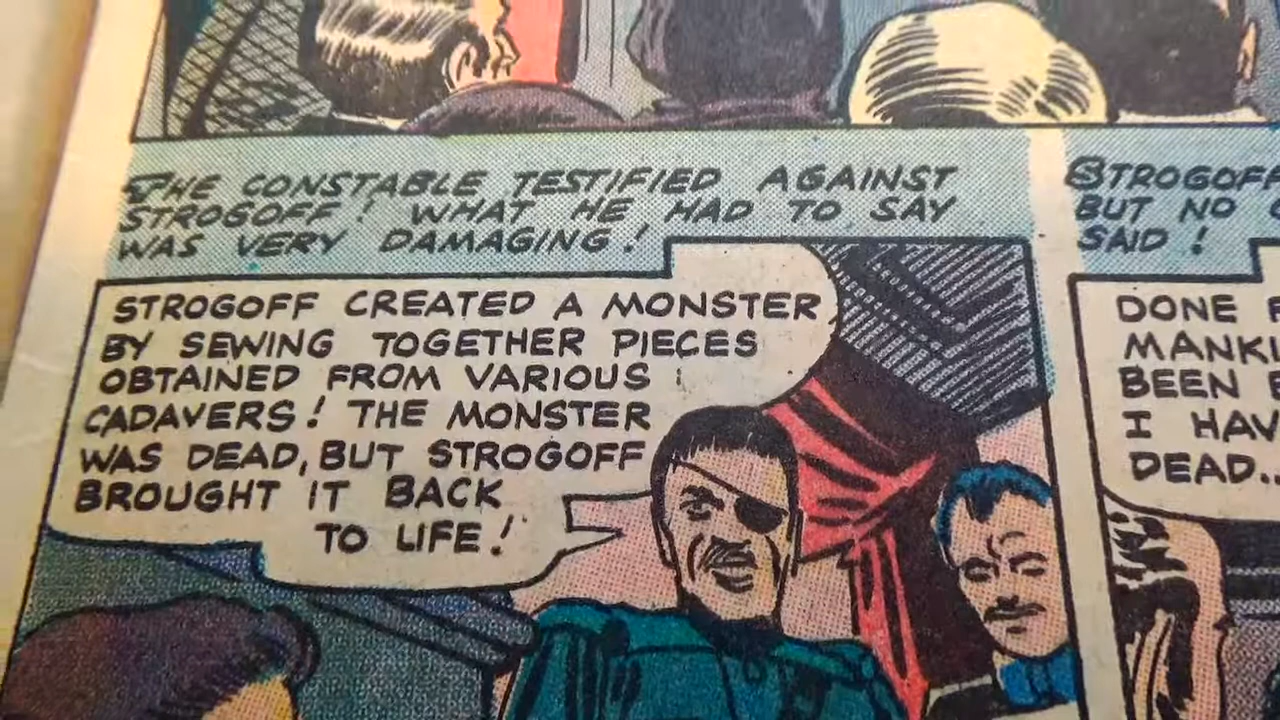 THE CONSTABLE TESTIFIED AGAINST
STROGOFF! WHAT HE HAD TO SAY
WAS VERY DAMAGING!
STROGOFF CREATED A MONSTER
BY SEWING TOGETHER PIECES
OBTAINED FROM VARIOUS
CADAVERS! THE MONSTER
WAS DEAD, BUT STROGOFF
BROUGHT IT BACK
TO LIFE!
STROGOFF
BUT NO
SAID!
DONE
MANKI
BEEN
I HAV
DEAD..